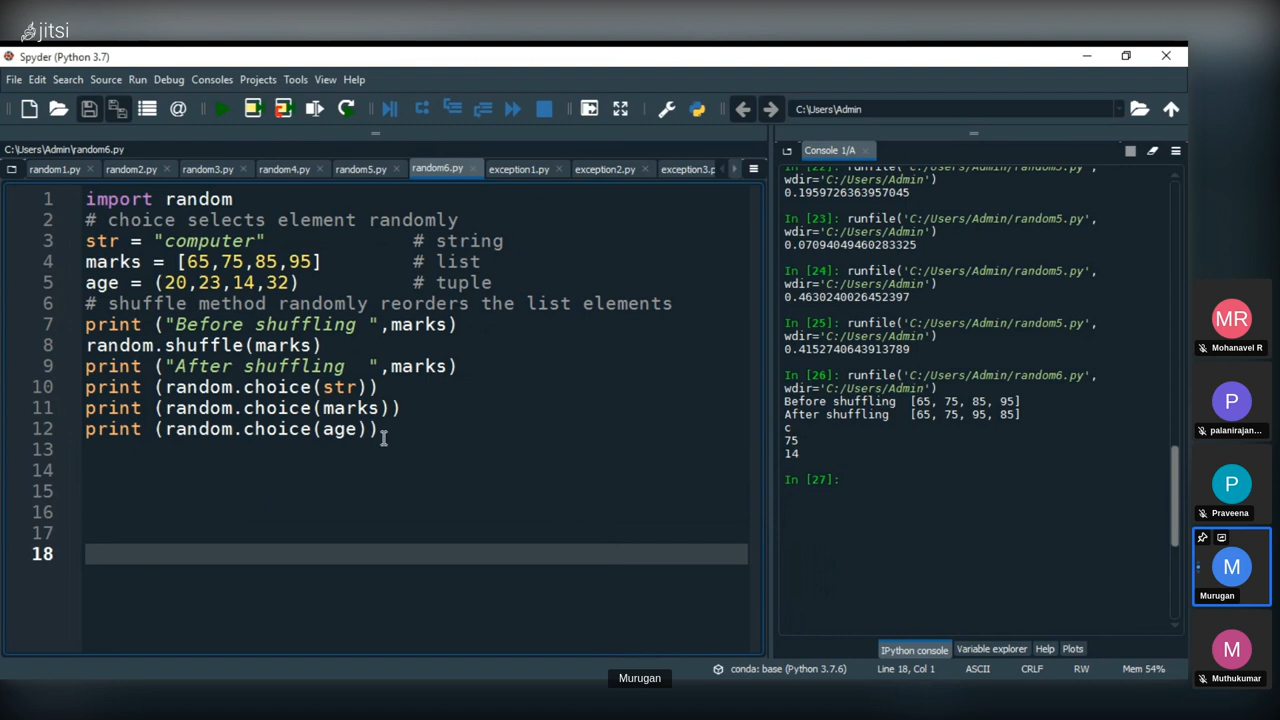 jitsi
Spyder (Python 3.7)
File Edit Search Source Run Debug Consoles Projects Tools View Help
C:\Users\Admin
C:\Users\Admin\random6.py
random1.py random2.py random3.py random4.py random5.py random6.py exception1.py exception2.py exception3.p
1 import random
2 # choice selects element randomly
3 str = "computer" # string
4 marks = [65,75,85,95] # list
5 age = (20,23,14,32) # tuple
6 # shuffle method randomly reorders the list elements
7 print ("Before shuffling ",marks)
8 random.shuffle(marks)
9 print ("After shuffling  ",marks)
10 print (random.choice(str))
11 print (random.choice(marks))
12 print (random.choice(age))
13
14
15
16
17
18
Console 1/A
In [22]: runfile('C:/Users/Admin/random5.py',
wdir='C:/Users/Admin')
0.1959726363957045
In [23]: runfile('C:/Users/Admin/random5.py',
wdir='C:/Users/Admin')
0.07094049460283325
In [24]: runfile('C:/Users/Admin/random5.py',
wdir='C:/Users/Admin')
0.4630240026452397
In [25]: runfile('C:/Users/Admin/random5.py',
wdir='C:/Users/Admin')
0.4152740643913789
In [26]: runfile('C:/Users/Admin/random6.py',
wdir='C:/Users/Admin')
Before shuffling  [65, 75, 85, 95]
After shuffling   [65, 75, 95, 85]
c
75
14
In [27]:
IPython console Variable explorer Help Plots
conda: base (Python 3.7.6) Line 18, Col 1 ASCII CRLF RW Mem 54%
Murugan
MR
Mohanavel R
P
palanirajan...
P
Praveena
M
Murugan
M
Muthukumar